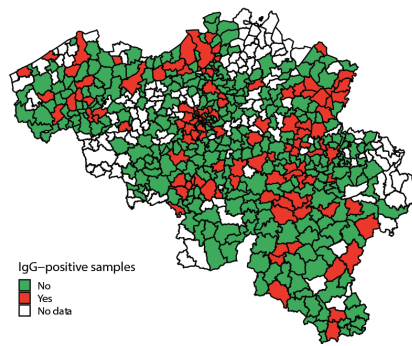 IgG−positive samples
No
Yes
No data